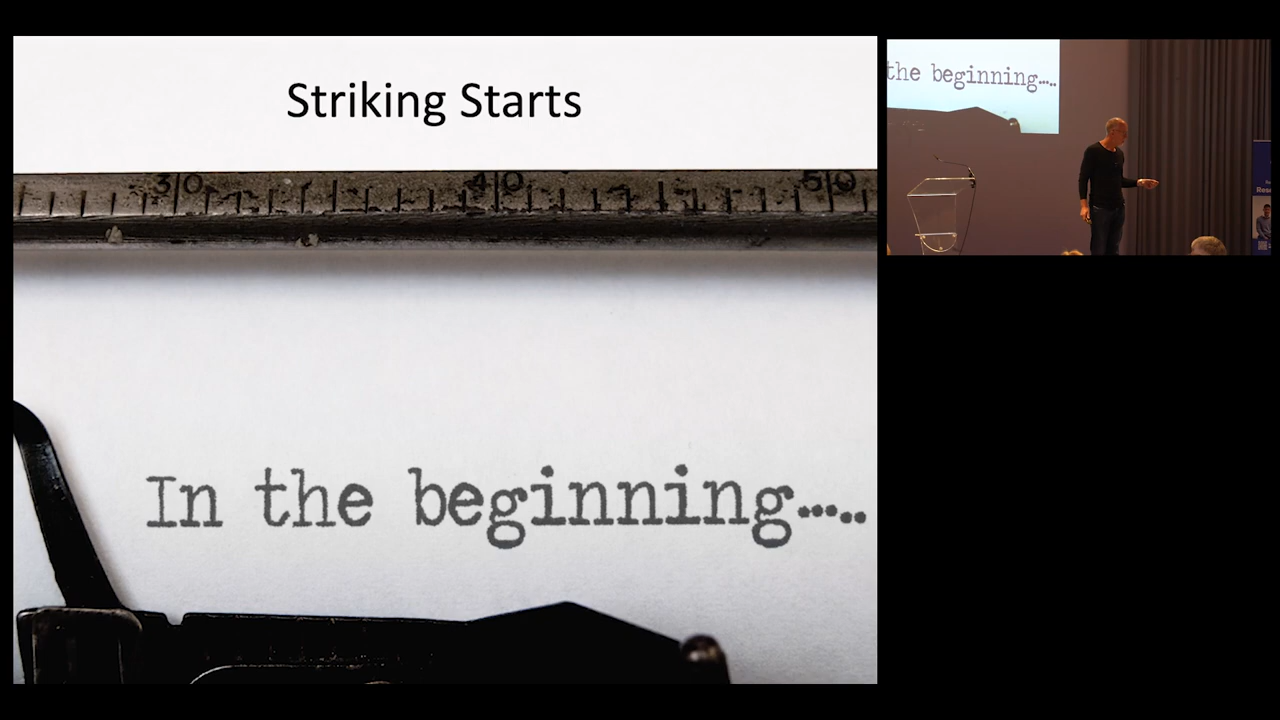 Striking Starts
30 40 50
In the beginning.....
the beginning.....